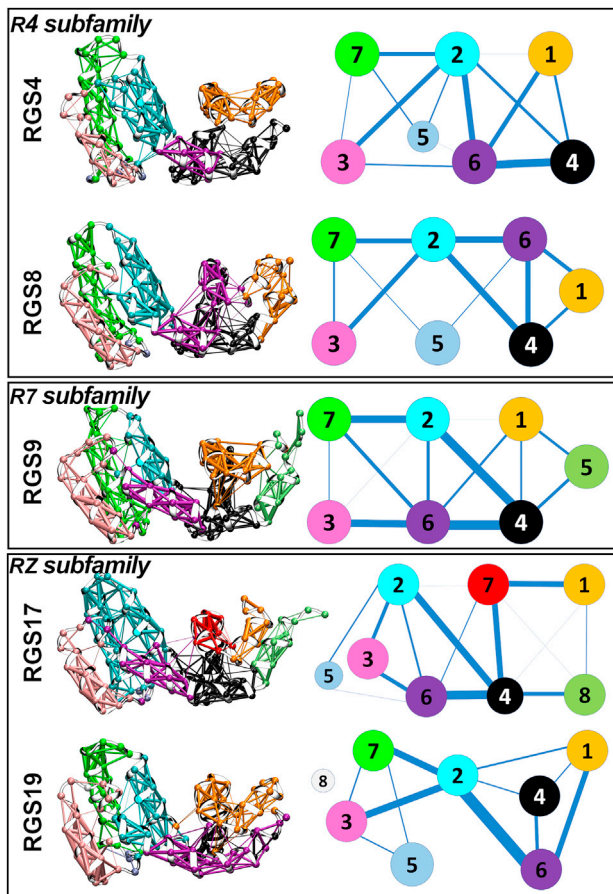 R4 subfamily
RGS4
7 2 1
5
3 6 4
RGS8
7 2 6
1
3 5 4
R7 subfamily
RGS9
7 2 1
5
3 6 4
RZ subfamily
RGS17
2 7 1
3
5
6 4 8
RGS19
7 2 1
8
4
3
5 6